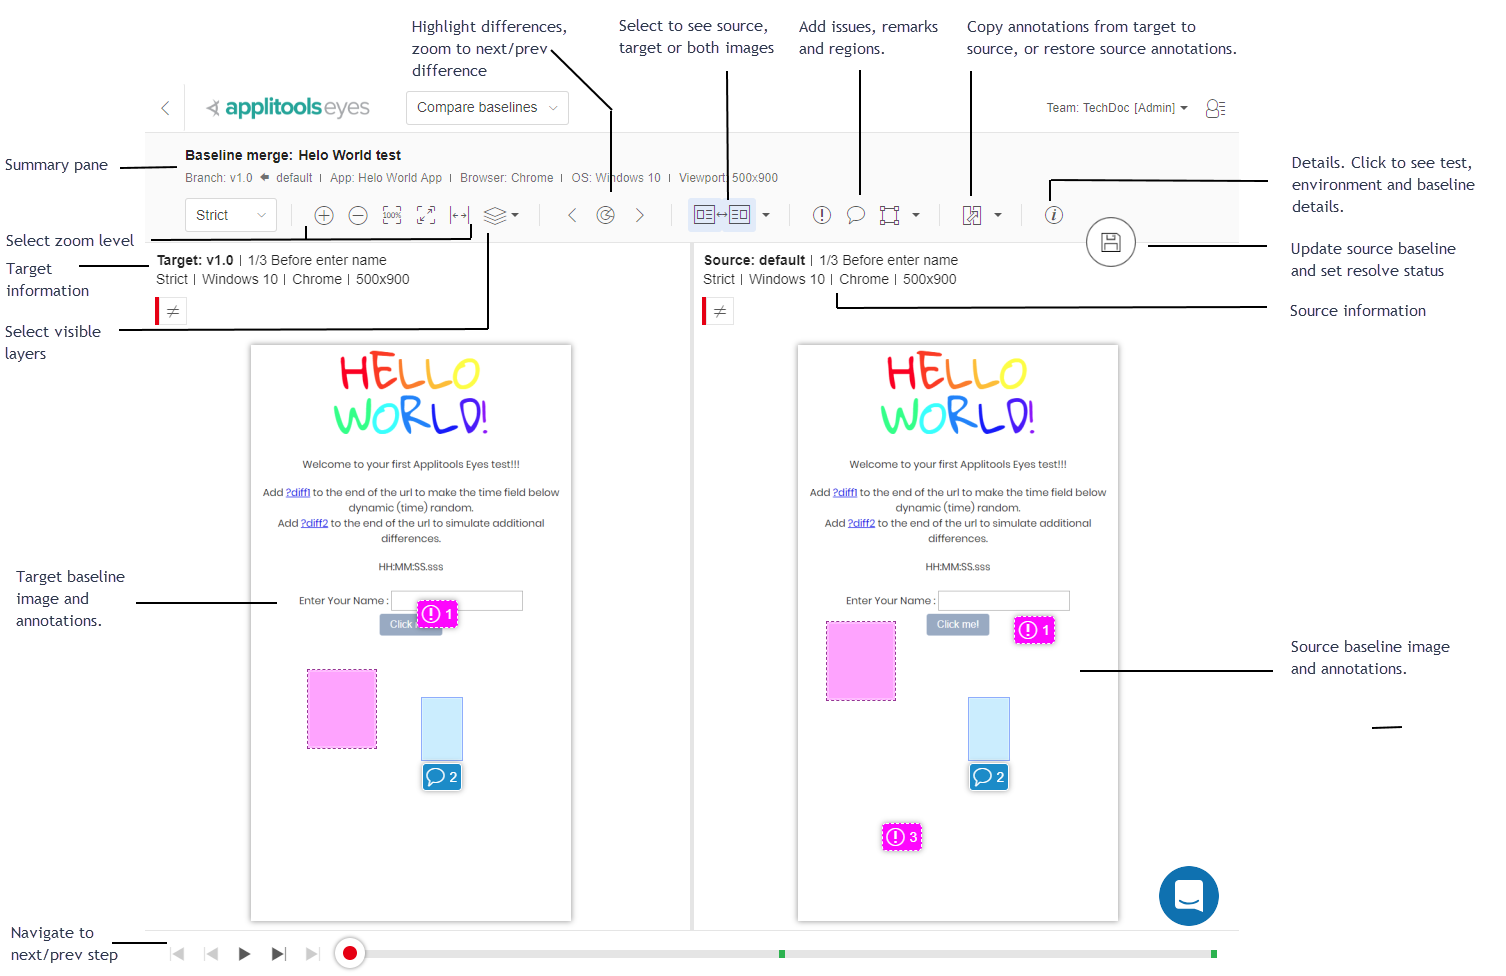 Highlight differences,
zoom to next/prev
difference
Select to see source,
target or both images
Add issues, remarks
and regions.
Copy annotations from target to
source, or restore source annotations.
applitools eyes
Compare baselines
Team: TechDoc [Admin]
Summary pane
Baseline merge: Helo World test
Branch: v1.0 default | App: Helo World App | Browser: Chrome | OS: Windows 10 | Viewport: 500x900
Details. Click to see test,
environment and baseline
details.
Strict
100%
Select zoom level
Update source baseline
and set resolve status
Target
information
Target: v1.0 | 1/3 Before enter name
Strict | Windows 10 | Chrome | 500x900
Source: default | 1/3 Before enter name
Strict | Windows 10 | Chrome | 500x900
≠
≠
Source information
Select visible
layers
HELLO
WORLD!
Welcome to your first Applitools Eyes test!!!
Add ?diff1 to the end of the url to make the time field below
dynamic (time) random.
Add ?diff2 to the end of the url to simulate additional
differences.
HH:MM:SS.sss
Enter Your Name :
Click
1
2
HELLO
WORLD!
Welcome to your first Applitools Eyes test!!!
Add ?diff1 to the end of the url to make the time field below
dynamic (time) random.
Add ?diff2 to the end of the url to simulate additional
differences.
HH:MM:SS.sss
Enter Your Name :
Click me!
1
2
3
Target baseline
image and
annotations.
Source baseline image
and annotations.
Navigate to
next/prev step